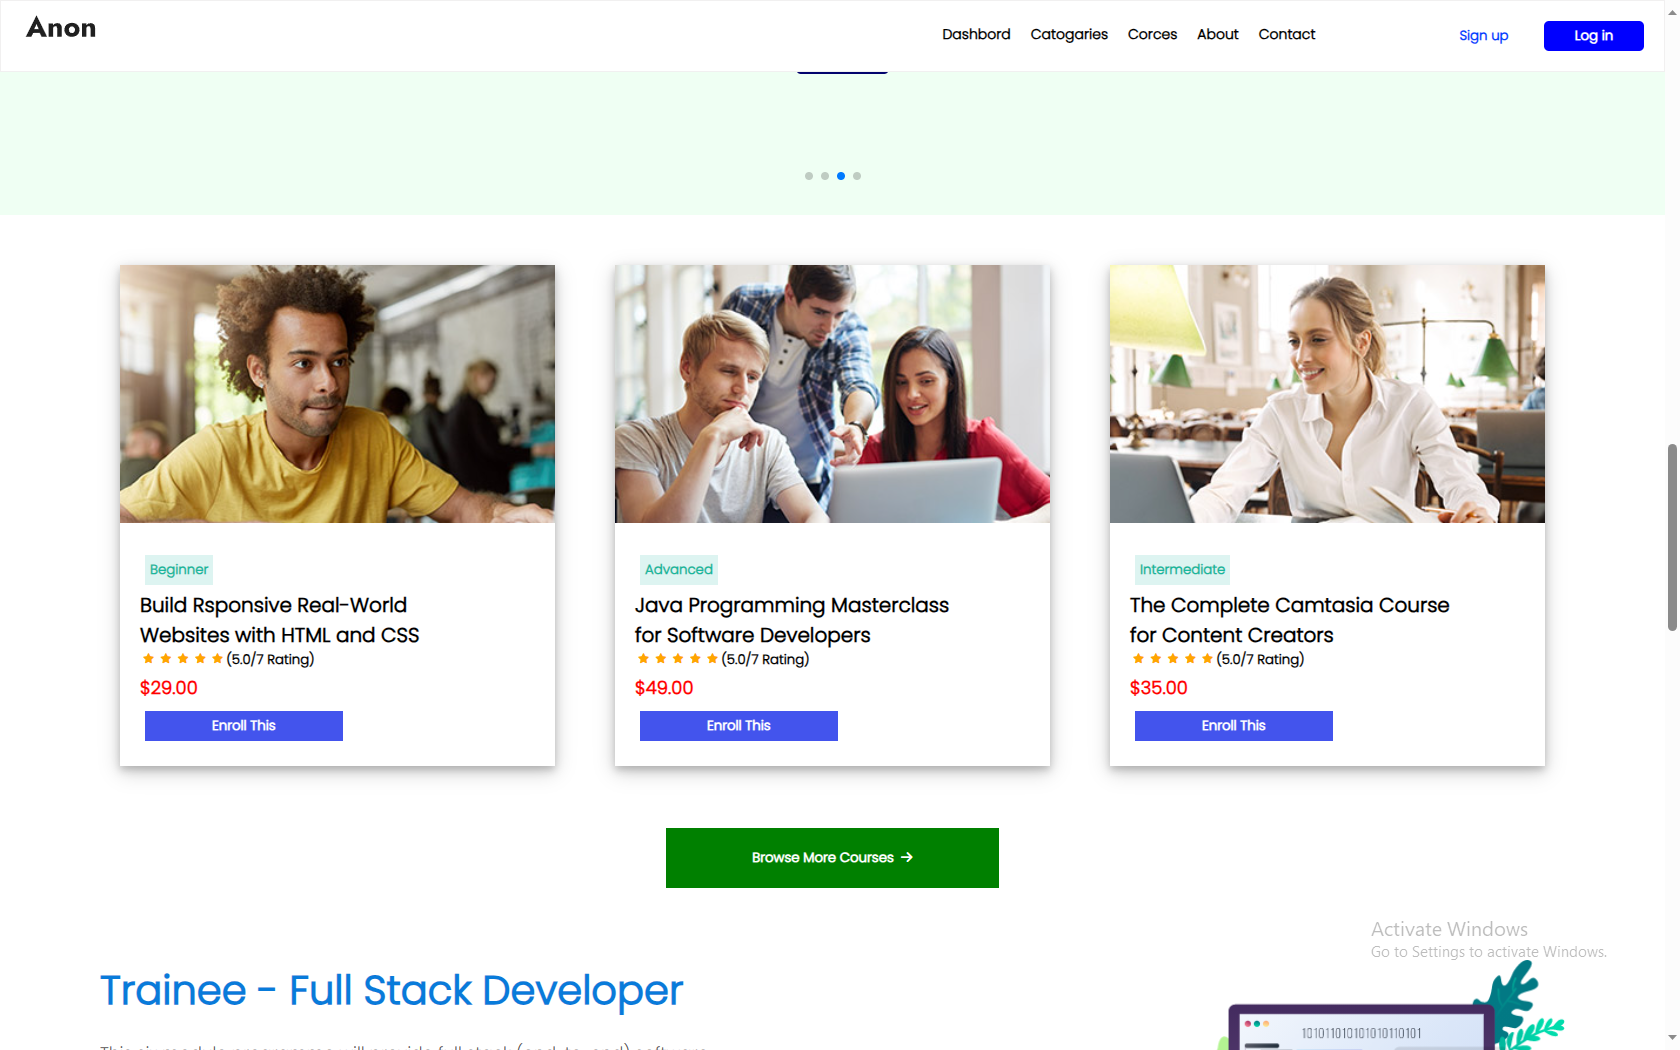 Anon
Dashbord Catogaries Corces About Contact Sign up Log in
Beginner
Build Rsponsive Real-World
Websites with HTML and CSS
(5.0/7 Rating)
$29.00
Enroll This
Advanced
Java Programming Masterclass
for Software Developers
(5.0/7 Rating)
$49.00
Enroll This
Intermediate
The Complete Camtasia Course
for Content Creators
(5.0/7 Rating)
$35.00
Enroll This
Browse More Courses →
Activate Windows
Go to Settings to activate Windows.
Trainee - Full Stack Developer
101011010101010110101